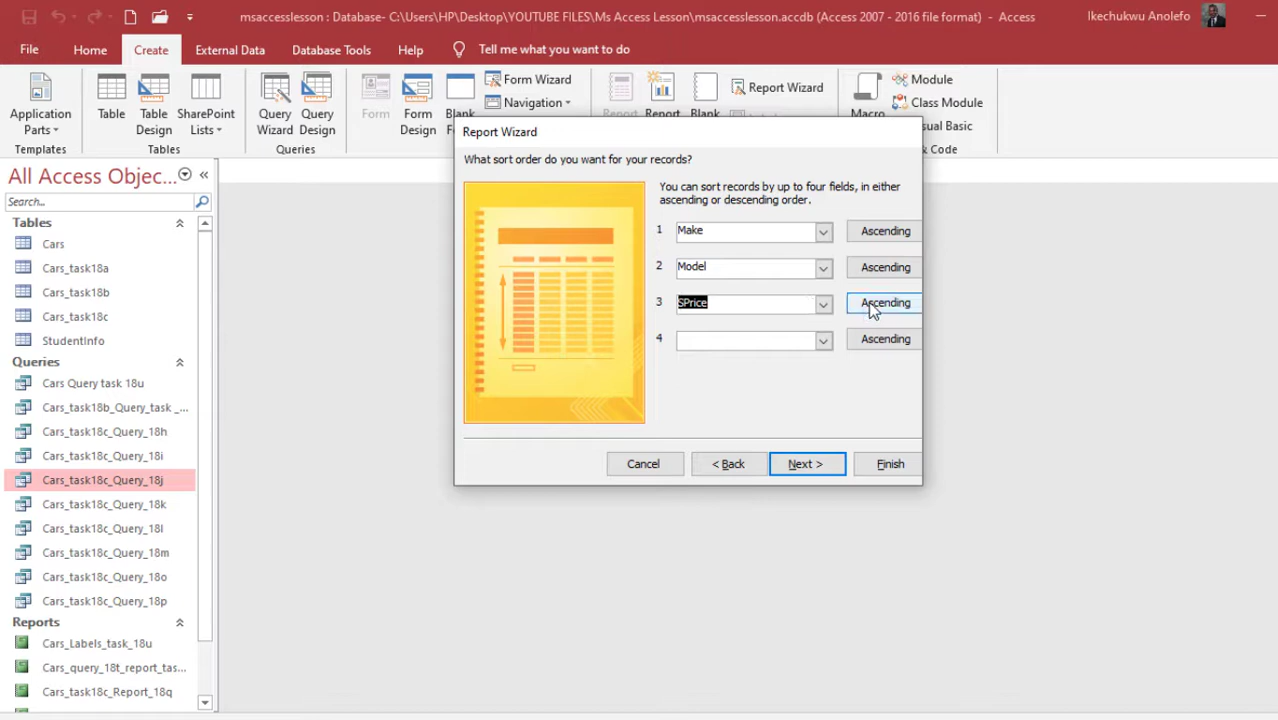 msaccesslesson : Database- C:\Users\HP\Desktop\YOUTUBE FILES\Ms Access Lesson\msaccesslesson.accdb (Access 2007 - 2016 file format) - Access
Ikechukwu Anolefo
File Home Create External Data Database Tools Help Tell me what you want to do
Application Parts
Templates
Table
Table Design
SharePoint Lists
Tables
Query Wizard
Query Design
Queries
Form
Form Design
Blank
Form Wizard
Navigation
Report
Report
Blank
Report Wizard
Macro
Module
Class Module
sual Basic
& Code
All Access Objec... «
Search...
Tables
Cars
Cars_task18a
Cars_task18b
Cars_task18c
StudentInfo
Queries
Cars Query task 18u
Cars_task18b_Query_task _...
Cars_task18c_Query_18h
Cars_task18c_Query_18i
Cars_task18c_Query_18j
Cars_task18c_Query_18k
Cars_task18c_Query_18l
Cars_task18c_Query_18m
Cars_task18c_Query_18o
Cars_task18c_Query_18p
Reports
Cars_Labels_task_18u
Cars_query_18t_report_tas...
Cars_task18c_Report_18q
Report Wizard
What sort order do you want for your records?
You can sort records by up to four fields, in either
ascending or descending order.
1 Make Ascending
2 Model Ascending
3 SPrice Ascending
4 Ascending
Cancel < Back Next > Finish